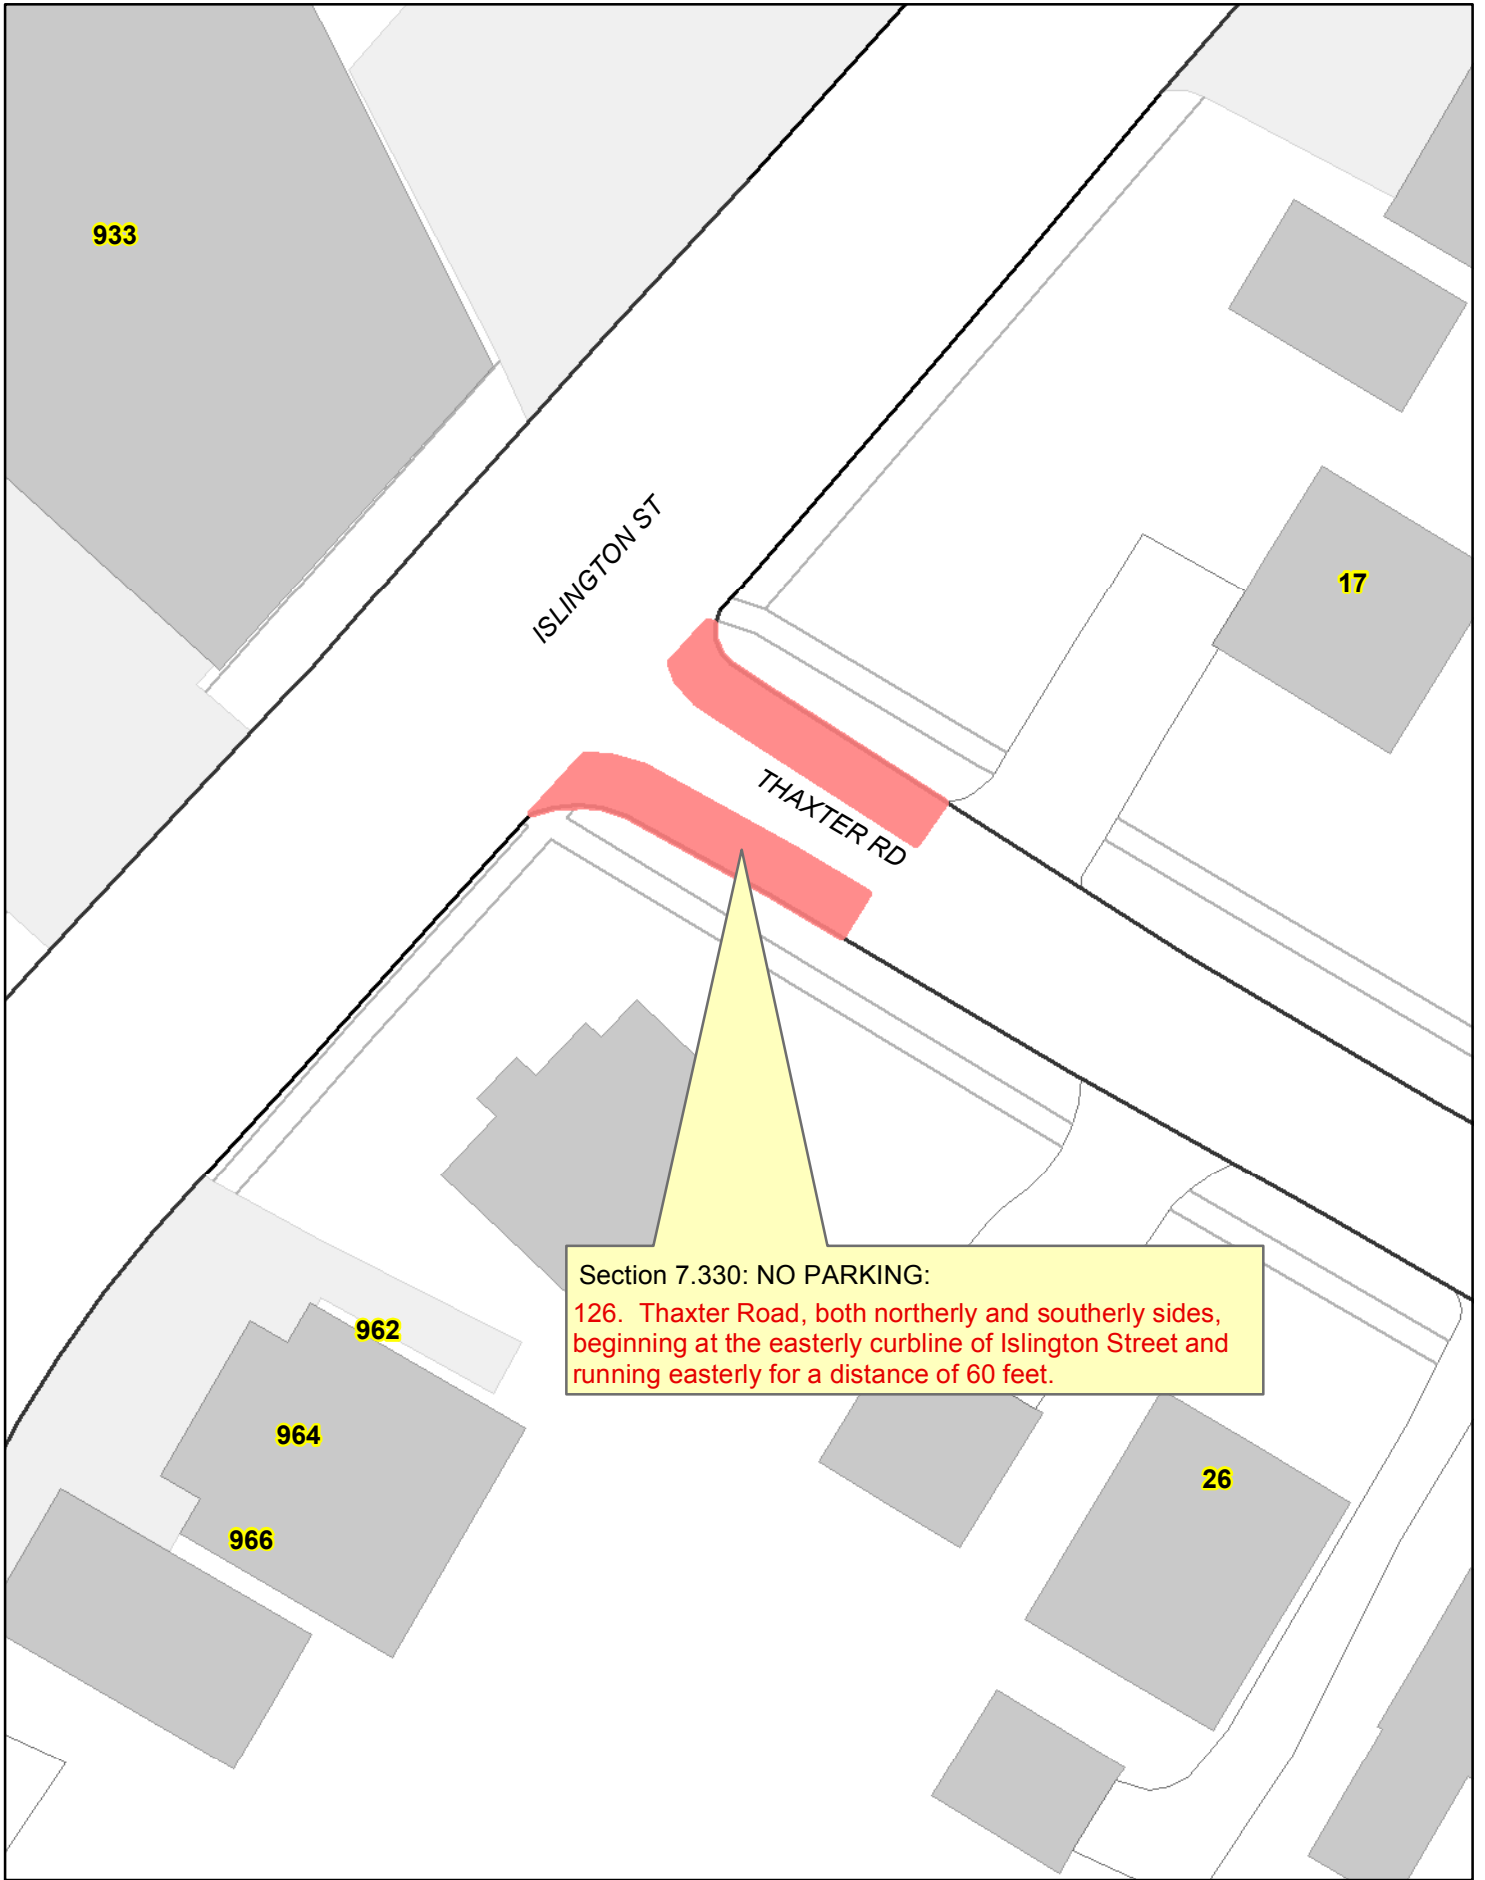 933
ISLINGTON ST
17
THAXTER RD
Section 7.330: NO PARKING:
126. Thaxter Road, both northerly and southerly sides,
beginning at the easterly curbline of Islington Street and
running easterly for a distance of 60 feet.
962
964
26
966